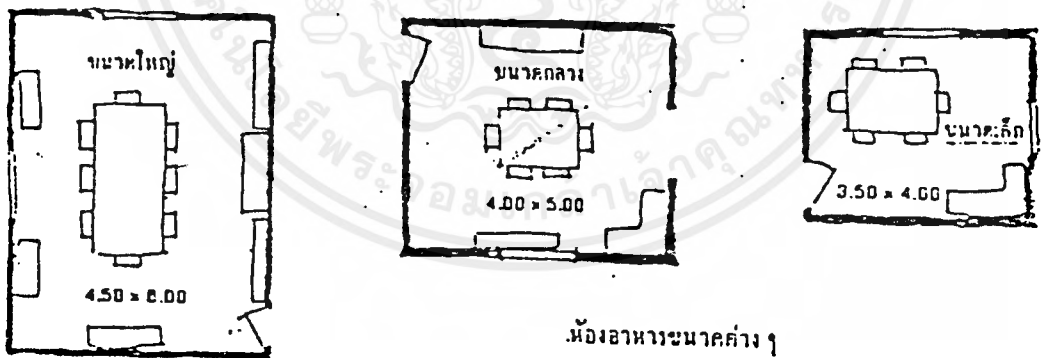 ขนาดใหญ่
4.50 x 6.00
ขนาดกลาง
4.00 x 5.00
ขนาดเล็ก
3.50 x 4.00
ห้องอาหารขนาดต่าง ๆ